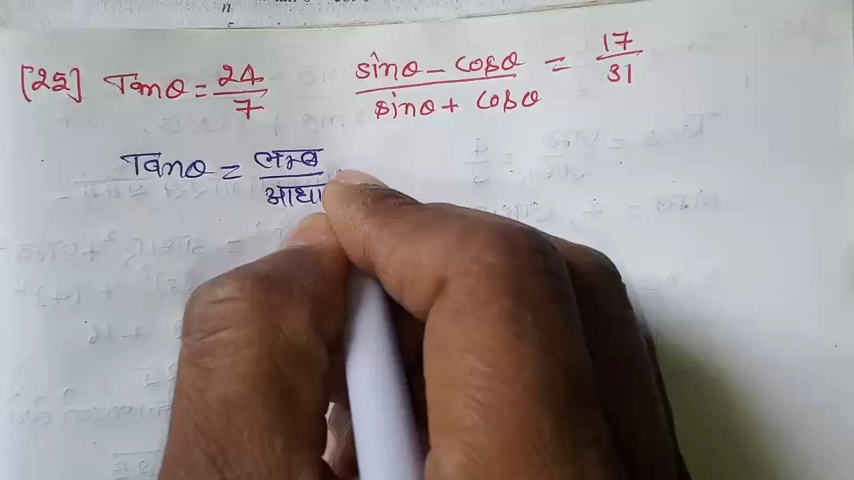 [25] Tanθ = 24/7 (sinθ - cosθ)/(sinθ + cosθ) = 17/31
Tanθ = लम्ब/आधा